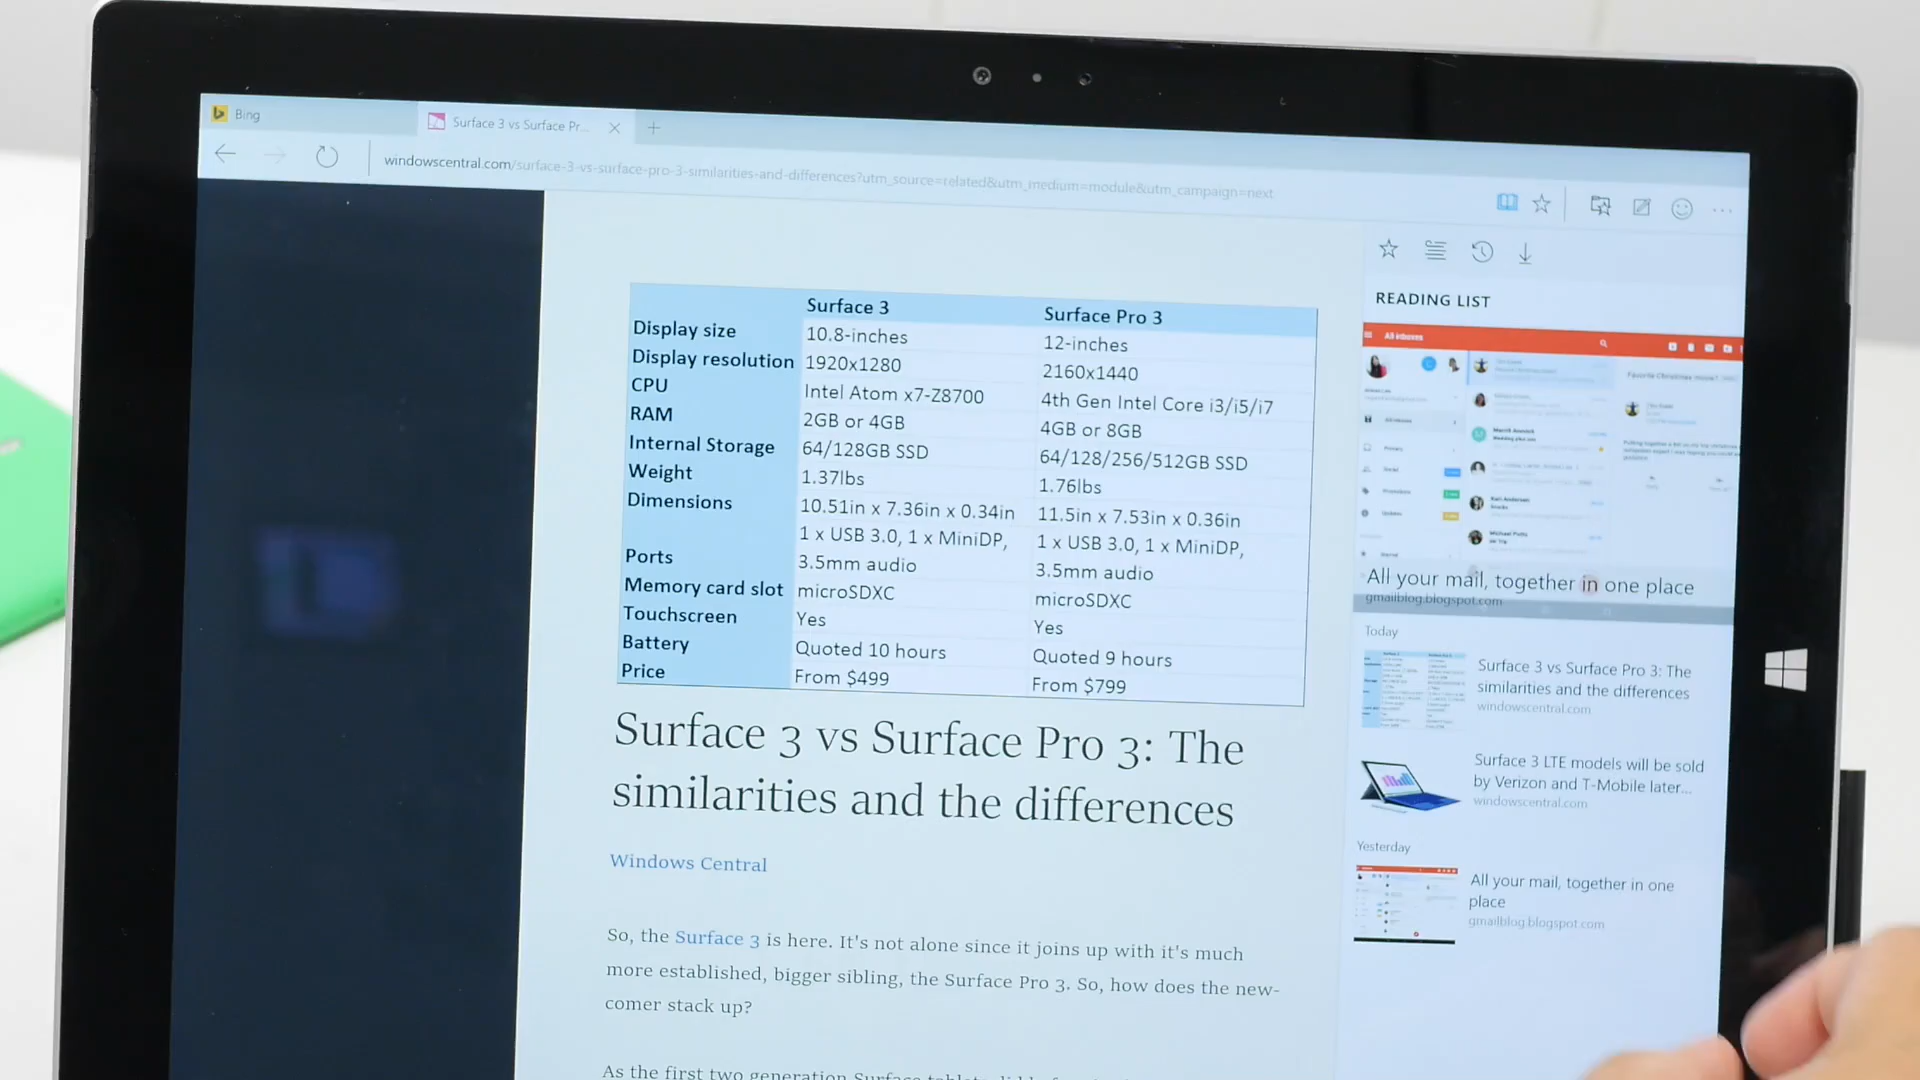 Bing
Surface 3 vs Surface Pr...
windowscentral.com/surface-3-vs-surface-pro-3-similarities-and-differences?utm_source=related&utm_medium=module&utm_campaign=next
Surface 3 Surface Pro 3
Display size 10.8-inches 12-inches
Display resolution 1920x1280 2160x1440
CPU Intel Atom x7-Z8700 4th Gen Intel Core i3/i5/i7
RAM 2GB or 4GB 4GB or 8GB
Internal Storage 64/128GB SSD 64/128/256/512GB SSD
Weight 1.37lbs 1.76lbs
Dimensions 10.51in x 7.36in x 0.34in 11.5in x 7.53in x 0.36in
1 x USB 3.0, 1 x MiniDP, 1 x USB 3.0, 1 x MiniDP,
Ports 3.5mm audio 3.5mm audio
Memory card slot microSDXC microSDXC
Touchscreen Yes Yes
Battery Quoted 10 hours Quoted 9 hours
Price From $499 From $799
Surface 3 vs Surface Pro 3: The
similarities and the differences
Windows Central
So, the Surface 3 is here. It's not alone since it joins up with it's much
more established, bigger sibling, the Surface Pro 3. So, how does the new-
comer stack up?
As the first two generation Surface
READING LIST
All inboxes
Favorite Christmas movie?
All your mail, together in one place
gmailblog.blogspot.com
Today
Surface 3 vs Surface Pro 3: The
similarities and the differences
windowscentral.com
Surface 3 LTE models will be sold
by Verizon and T-Mobile later...
windowscentral.com
Yesterday
All your mail, together in one
place
gmailblog.blogspot.com